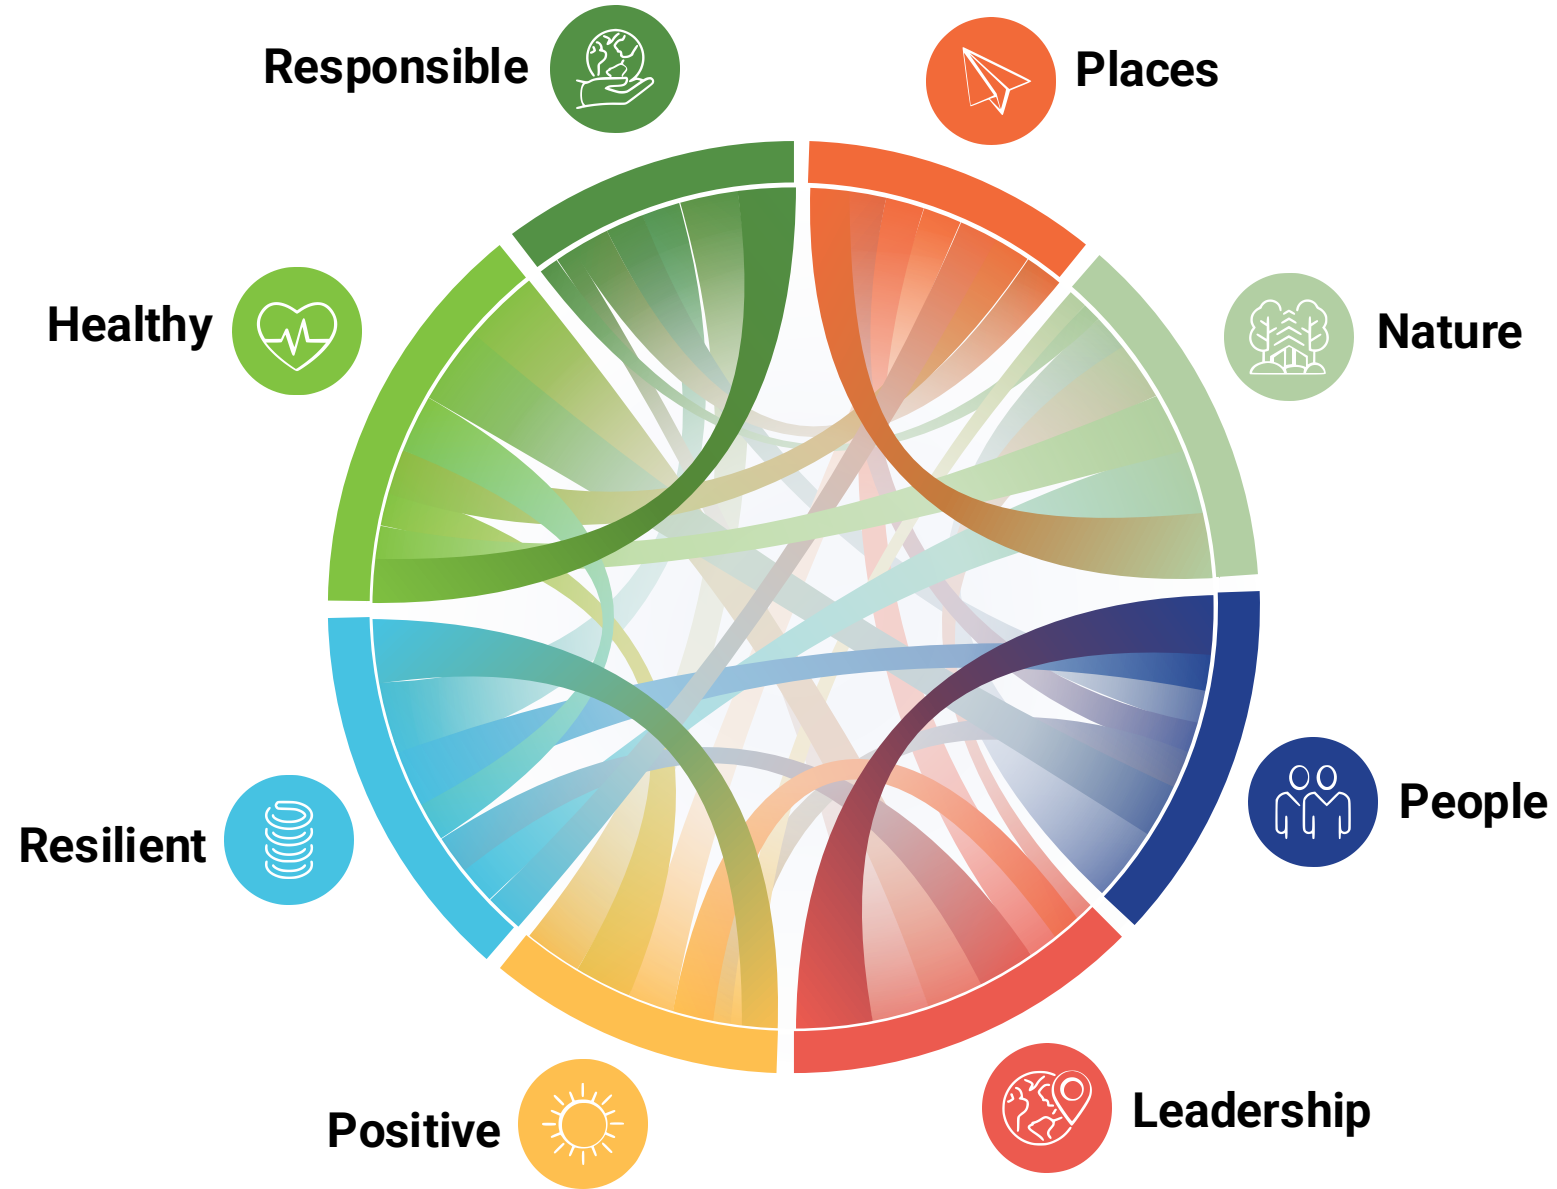 Responsible
Places
Healthy
Nature
Resilient
People
Positive
Leadership